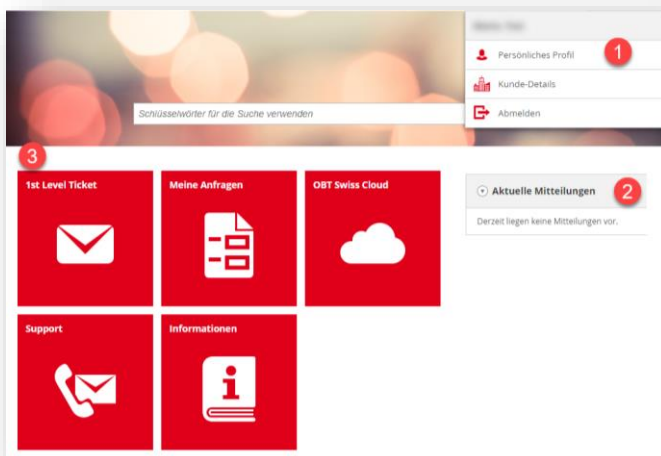 Persönliches Profil 1
Kunde-Details
Abmelden
Schlüsselwörter für die Suche verwenden
3
1st Level Ticket
Meine Anfragen
OBT Swiss Cloud
Aktuelle Mitteilungen 2
Derzeit liegen keine Mitteilungen vor.
Support
Informationen